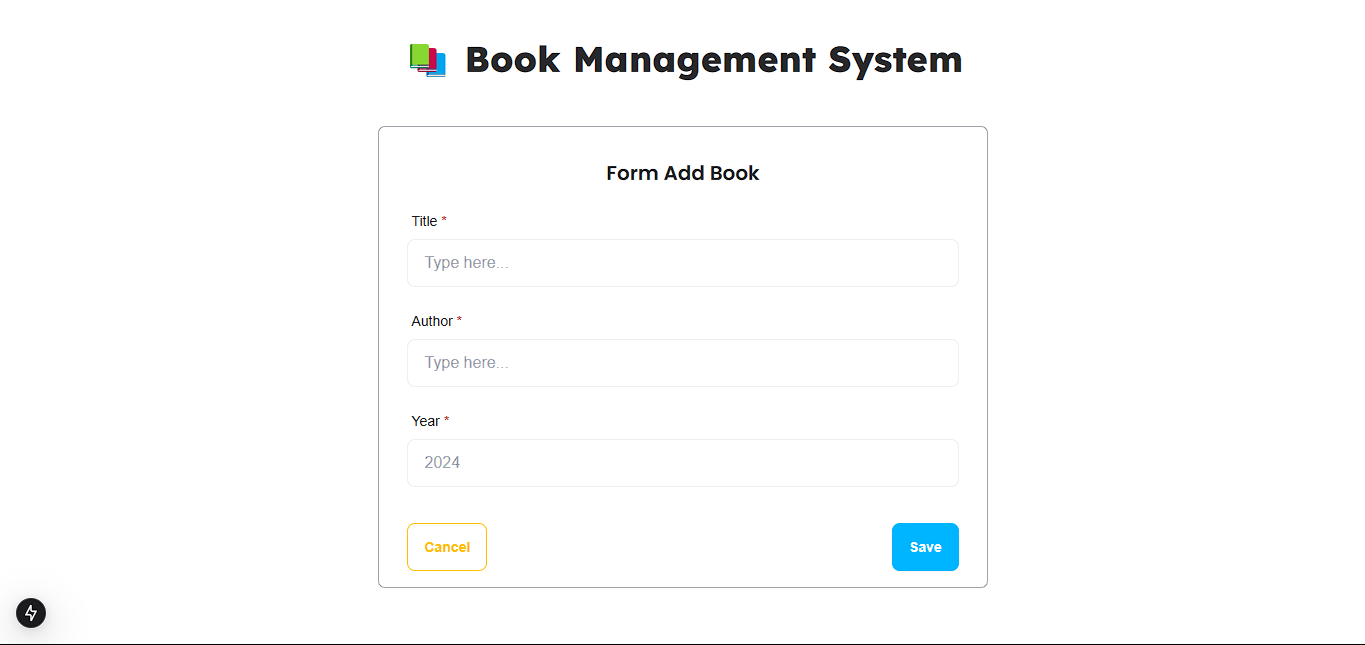 Book Management System
Form Add Book
Title *
Type here...
Author *
Type here...
Year *
2024
Cancel
Save